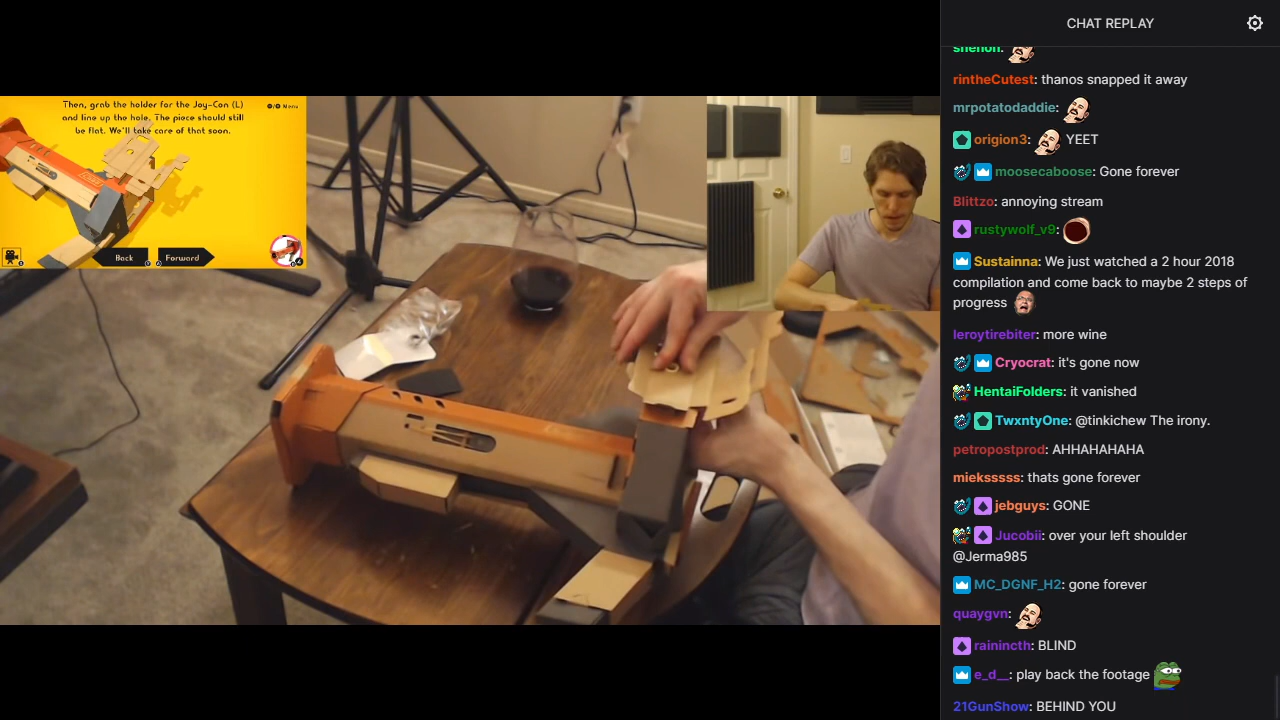 Then, grab the holder for the Joy-Con (L)
and line up the hole. The piece should still
be flat. We'll take care of that soon.
Menu
Back
Forward
CHAT REPLAY
shenoh:
rintheCutest: thanos snapped it away
mrpotatodaddie:
origion3: YEET
moosecaboose: Gone forever
Blittzo: annoying stream
rustywolf_v9:
Sustainna: We just watched a 2 hour 2018
compilation and come back to maybe 2 steps of
progress
leroytirebiter: more wine
Cryocrat: it's gone now
HentaiFolders: it vanished
TwxntyOne: @tinkichew The irony.
petropostprod: AHHAHAHAHA
mieksssss: thats gone forever
jebguys: GONE
Jucobii: over your left shoulder
@Jerma985
MC_DGNF_H2: gone forever
quaygvn:
rainincth: BLIND
e_d__: play back the footage
21GunShow: BEHIND YOU